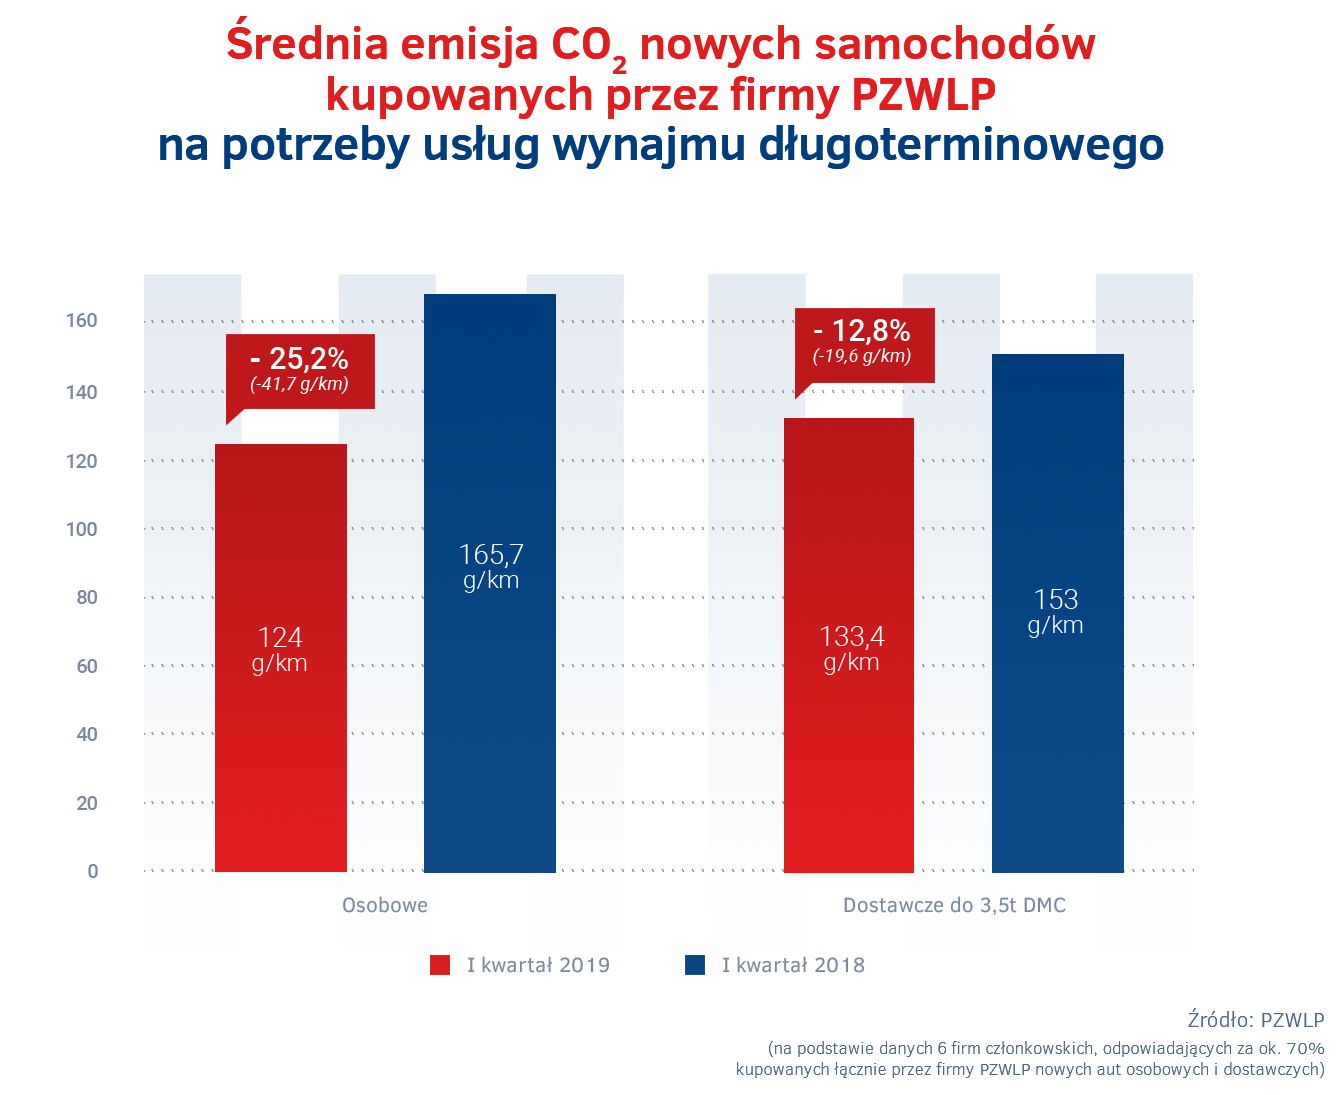 Średnia emisja CO₂ nowych samochodów
kupowanych przez firmy PZWLP
na potrzeby usług wynajmu długoterminowego
160
140
120
100
80
60
40
20
0
- 25,2%
(-41,7 g/km)
124
g/km
165,7
g/km
- 12,8%
(-19,6 g/km)
133,4
g/km
153
g/km
Osobowe
Dostawcze do 3,5t DMC
I kwartał 2019
I kwartał 2018
Źródło: PZWLP
(na podstawie danych 6 firm członkowskich, odpowiadających za ok. 70%
kupowanych łącznie przez firmy PZWLP nowych aut osobowych i dostawczych)